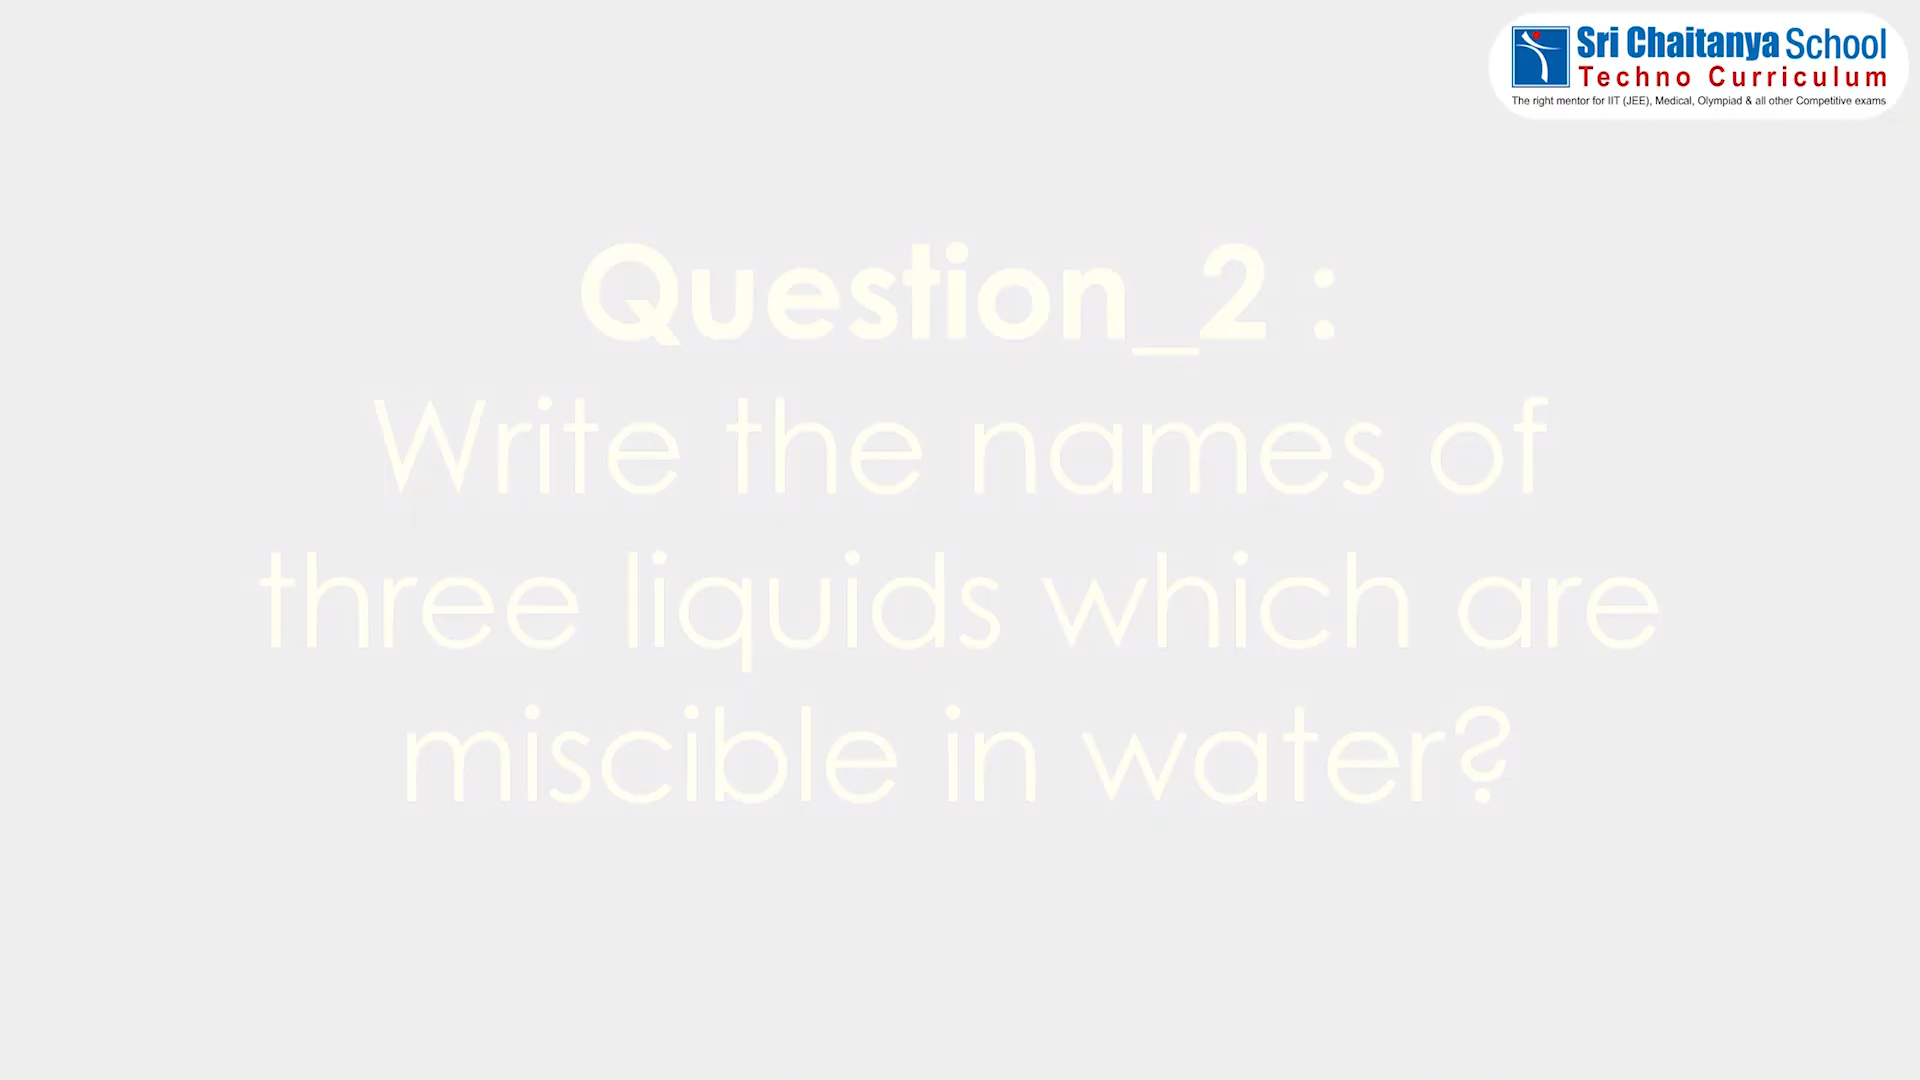 Sri Chaitanya School
Techno Curriculum
The right mentor for IIT (JEE), Medical, Olympiad & all other Competitive exams
Question_2 :
Write the names of
three liquids which are
miscible in water?